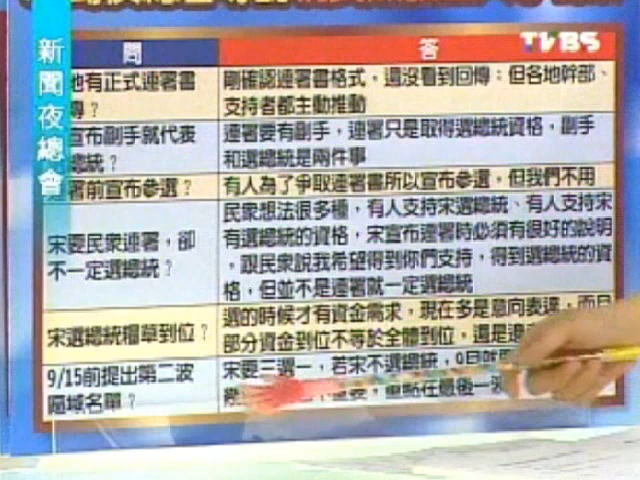 新聞夜總會
TVBS
問
答
他有正式連署書
傳？
剛確認連署書格式，還沒看到回傳；但各地幹部、
支持者都主動推動
宣布副手就代表
總統？
連署要有副手，連署只是取得選總統資格，副手
和選總統是兩件事
署前宣布參選？
有人為了爭取連署書所以宣布參選，但我們不用
宋要民眾連署，卻
不一定選總統？
民眾想法很多種，有人支持宋選總統、有人支持宋
有選總統的資格，宋宣布連署時必須有很好的說明
，跟民眾說我希望得到你們支持，得到選總統的資
格，但並不是連署就一定選總統
宋選總統糧草到位？
選的時候才有資金需求，現在多是意向表達，而且
部分資金到位不等於全體到位，還是
9/15前提出第二波
區域名單？
宋要三選一，若宋不選總統，9月
重點在最後一